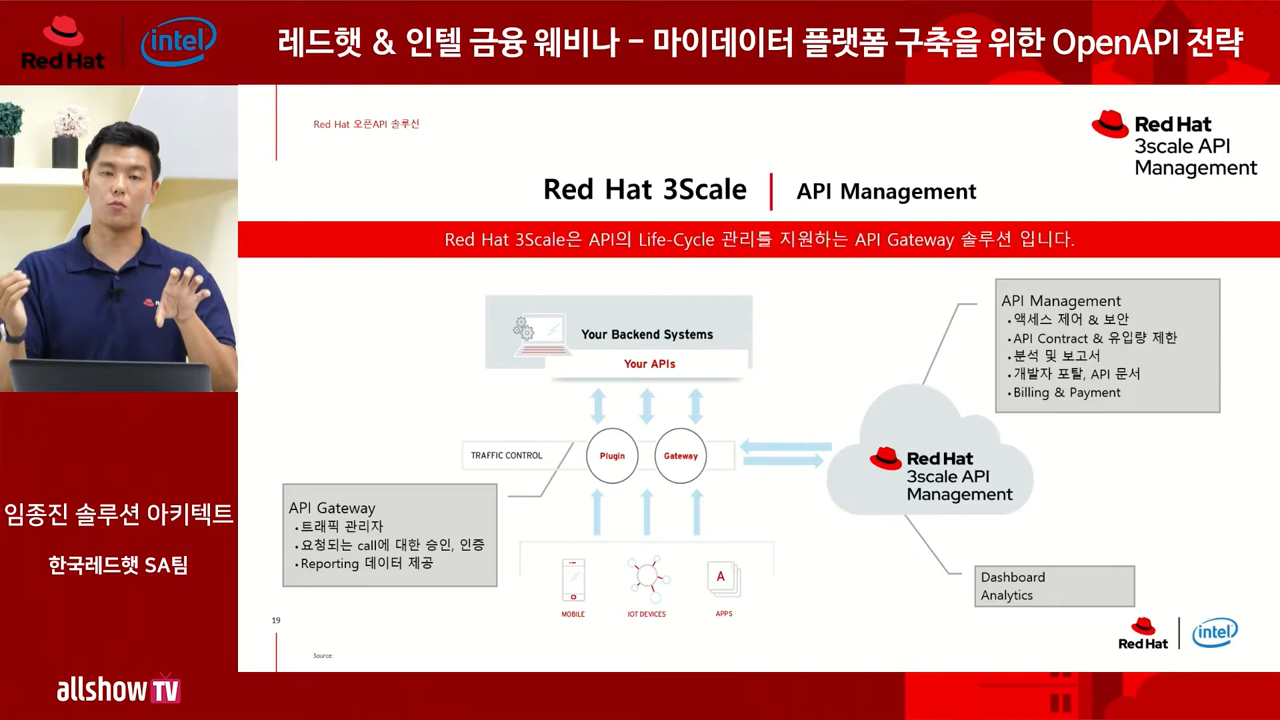 Red Hat
intel
레드햇 & 인텔 금융 웨비나 - 마이데이터 플랫폼 구축을 위한 OpenAPI 전략
Red Hat 오픈API 솔루션
Red Hat
3scale API
Management
Red Hat 3Scale | API Management
Red Hat 3Scale은 API의 Life-Cycle 관리를 지원하는 API Gateway 솔루션 입니다.
Your Backend Systems
Your APIs
TRAFFIC CONTROL
Plugin
Gateway
API Gateway
•트래픽 관리자
•요청되는 call에 대한 승인, 인증
•Reporting 데이터 제공
A
MOBILE
IOT DEVICES
APPS
API Management
•액세스 제어 & 보안
•API Contract & 유입량 제한
•분석 및 보고서
•개발자 포탈, API 문서
•Billing & Payment
Red Hat
3scale API
Management
Dashboard
Analytics
19
Source:
Red Hat
intel
임종진 솔루션 아키텍트
한국레드햇 SA팀
allshow TV